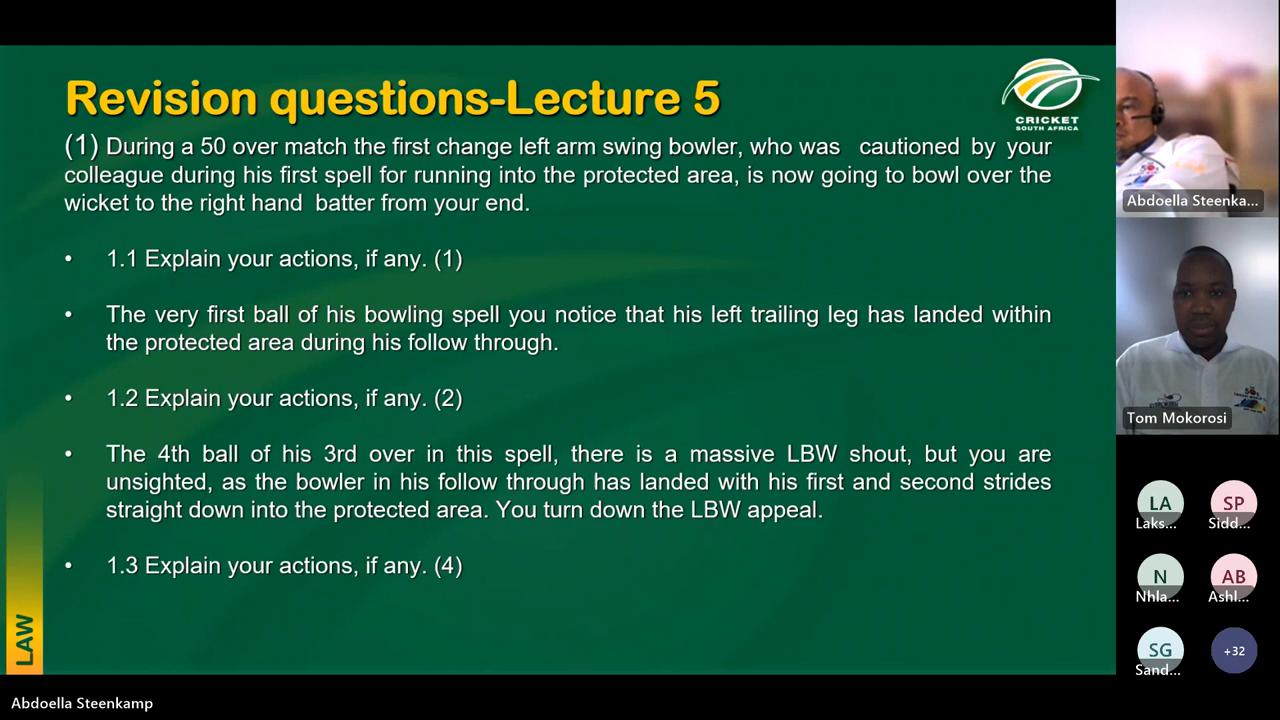 Revision questions-Lecture 5
CRICKET
SOUTH AFRICA
(1) During a 50 over match the first change left arm swing bowler, who was cautioned by your
colleague during his first spell for running into the protected area, is now going to bowl over the
wicket to the right hand batter from your end.
• 1.1 Explain your actions, if any. (1)
• The very first ball of his bowling spell you notice that his left trailing leg has landed within
the protected area during his follow through.
• 1.2 Explain your actions, if any. (2)
• The 4th ball of his 3rd over in this spell, there is a massive LBW shout, but you are
unsighted, as the bowler in his follow through has landed with his first and second strides
straight down into the protected area. You turn down the LBW appeal.
• 1.3 Explain your actions, if any. (4)
LAW
Abdoella Steenkamp
Abdoella Steenka...
Tom Mokorosi
LA
Laks...
SP
Sidd...
N
Nhla...
AB
Ashl...
SG
Sand...
+32